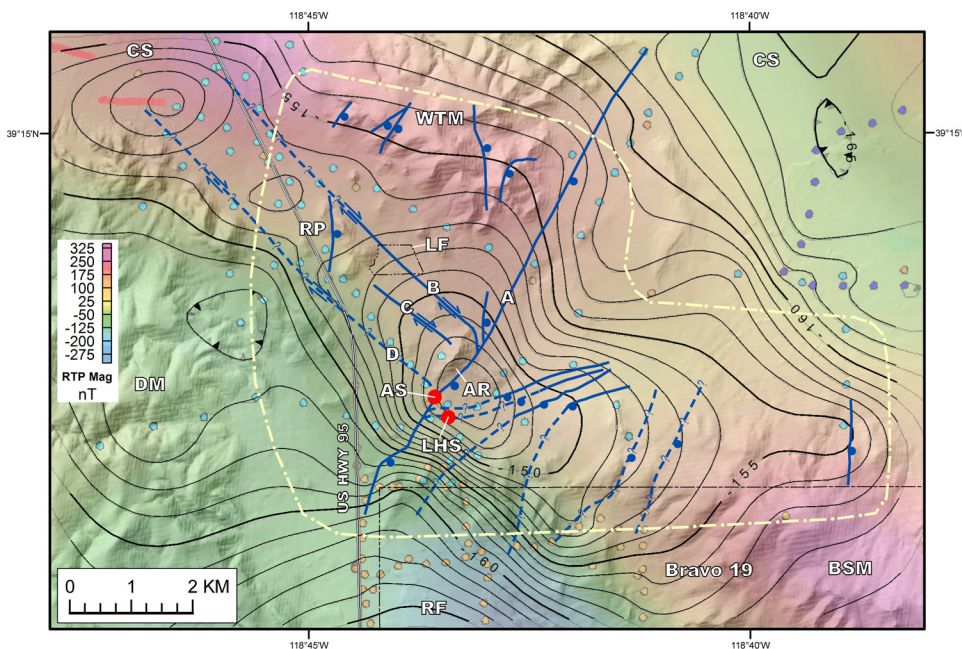 118°45'W
118°40'W
CS
CS
39°15'N
39°15'
-155
WTM
-165
RP
LF
325
250
175
100
25
-50
-125
-200
-275
RTP Mag
nT
B
A
C
-160
D
DM
AS
AR
LHS
US HWY 95
-150
-155
-160
Bravo 19
BSM
0 1 2 KM
RF
118°45'W
118°40'W